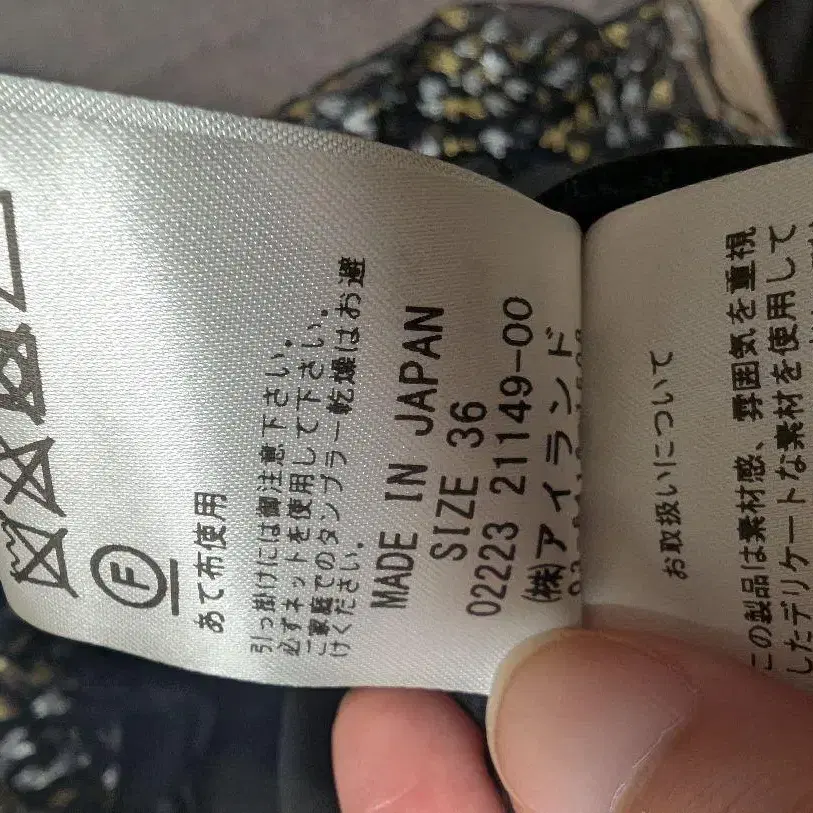 F
あて布使用
引っ掛けには御注意下さい。
必ずネットを使用して下さい。
ご家庭でのタンブラー乾燥はお避
けください。
MADE IN JAPAN
SIZE 36
02223 21149-00
(株)アイランド
お取扱いについて
この製品は素材感、雰囲気を重視
したデリケートな素材を使用して